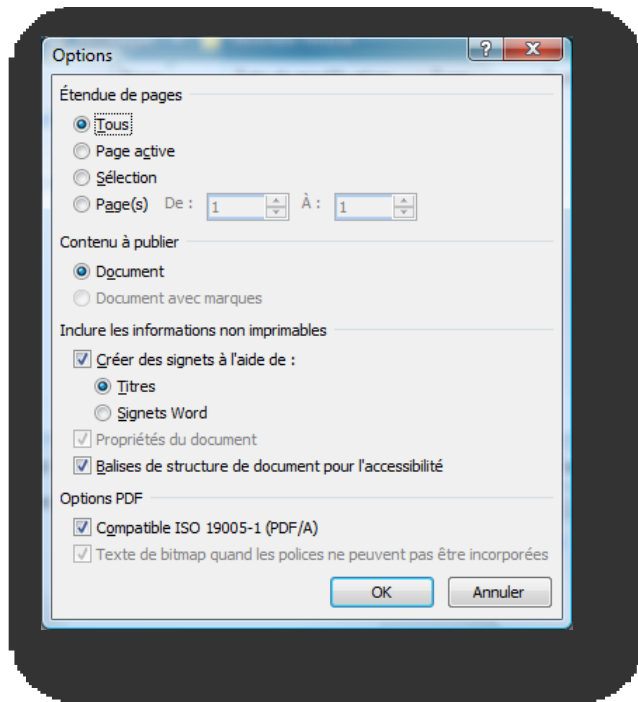 Options
Étendue de pages
Tous
Page active
Sélection
Page(s) De : 1 À : 1
Contenu à publier
Document
Document avec marques
Inclure les informations non imprimables
Créer des signets à l'aide de :
Titres
Signets Word
Propriétés du document
Balises de structure de document pour l'accessibilité
Options PDF
Compatible ISO 19005-1 (PDF/A)
Texte de bitmap quand les polices ne peuvent pas être incorporées
OK Annuler